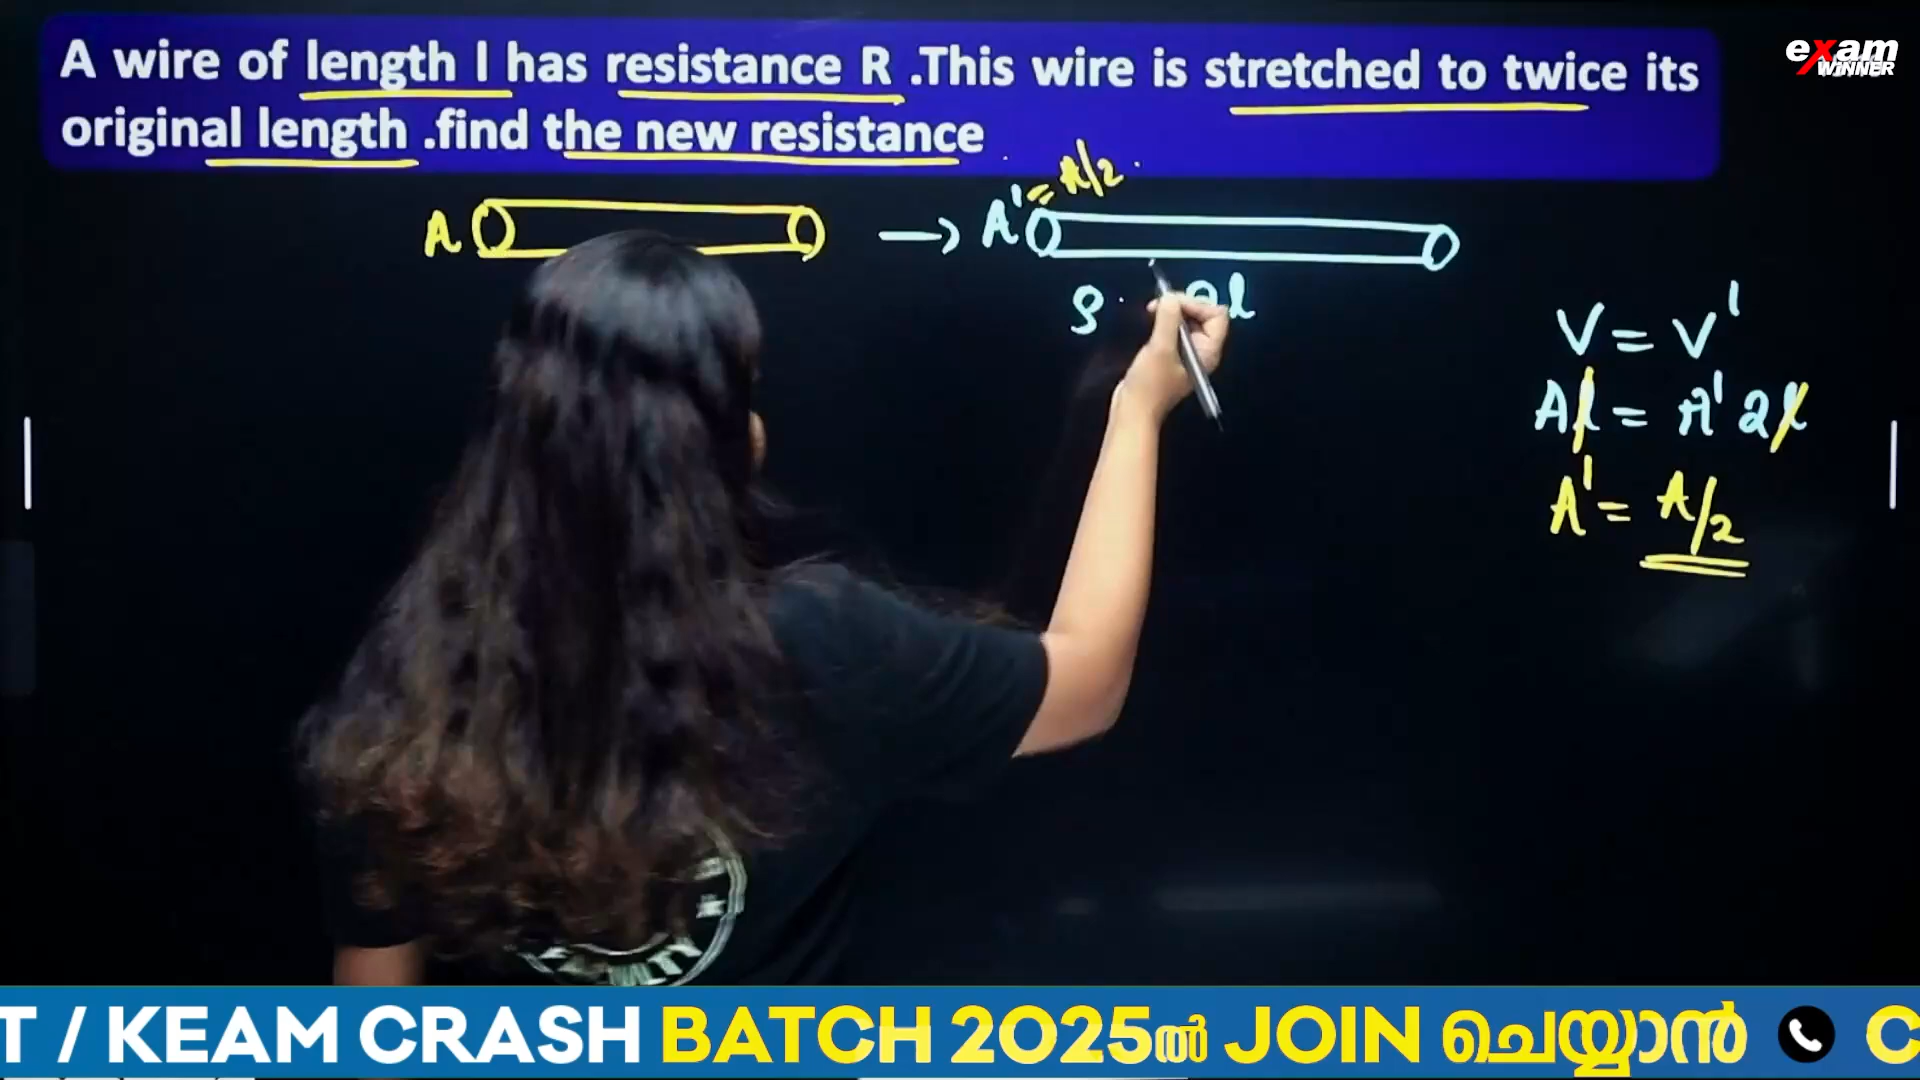 A wire of length l has resistance R .This wire is stretched to twice its
original length .find the new resistance
exam
WINNER
A
A' = A/2
ρ 2l
V = V'
Al = A' 2l
A' = A/2
T / KEAM CRASH BATCH 2025ൽ JOIN ചെയ്യാൻ C